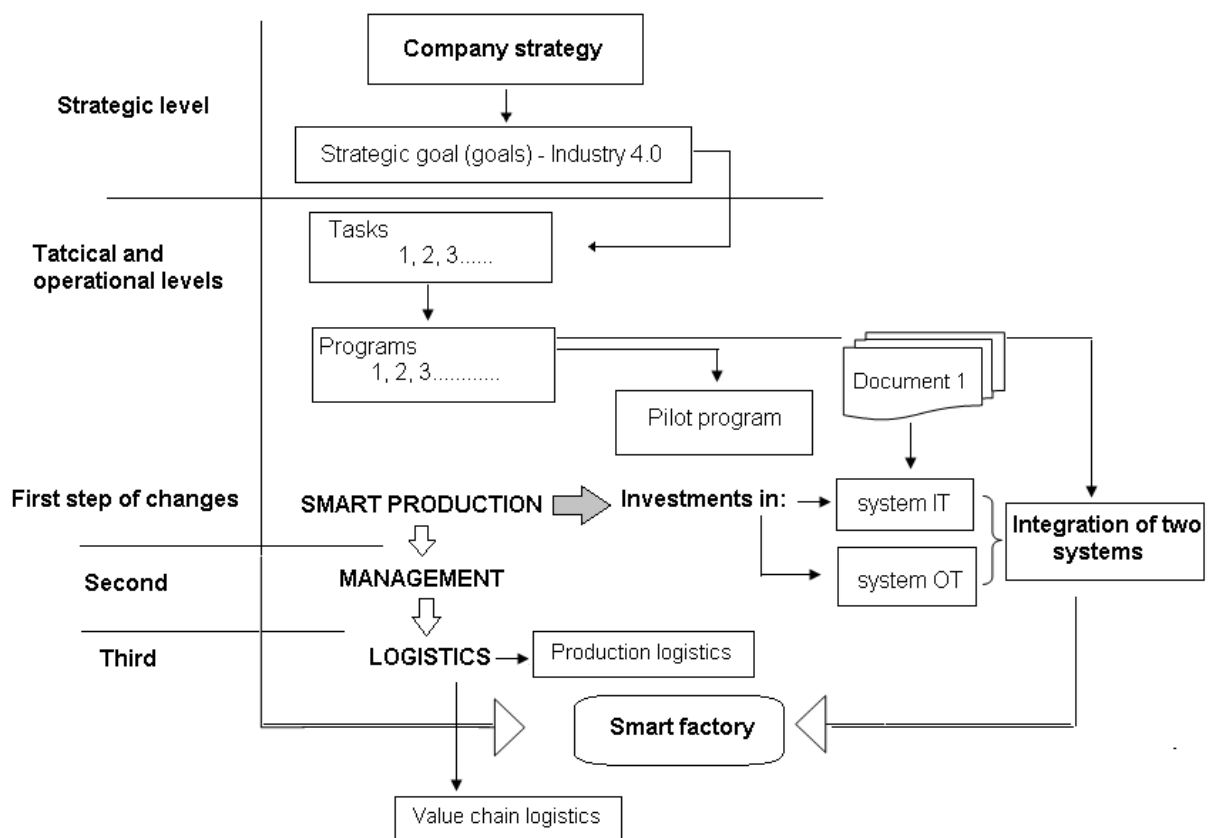 Company strategy
Strategic level
Strategic goal (goals) - Industry 4.0
Tasks
1, 2, 3......
Tatcical and
operational levels
Programs
1, 2, 3............
Document 1
Pilot program
First step of changes
SMART PRODUCTION
Investments in:
system IT
Integration of two
systems
Second
MANAGEMENT
system OT
Third
LOGISTICS
Production logistics
Smart factory
Value chain logistics